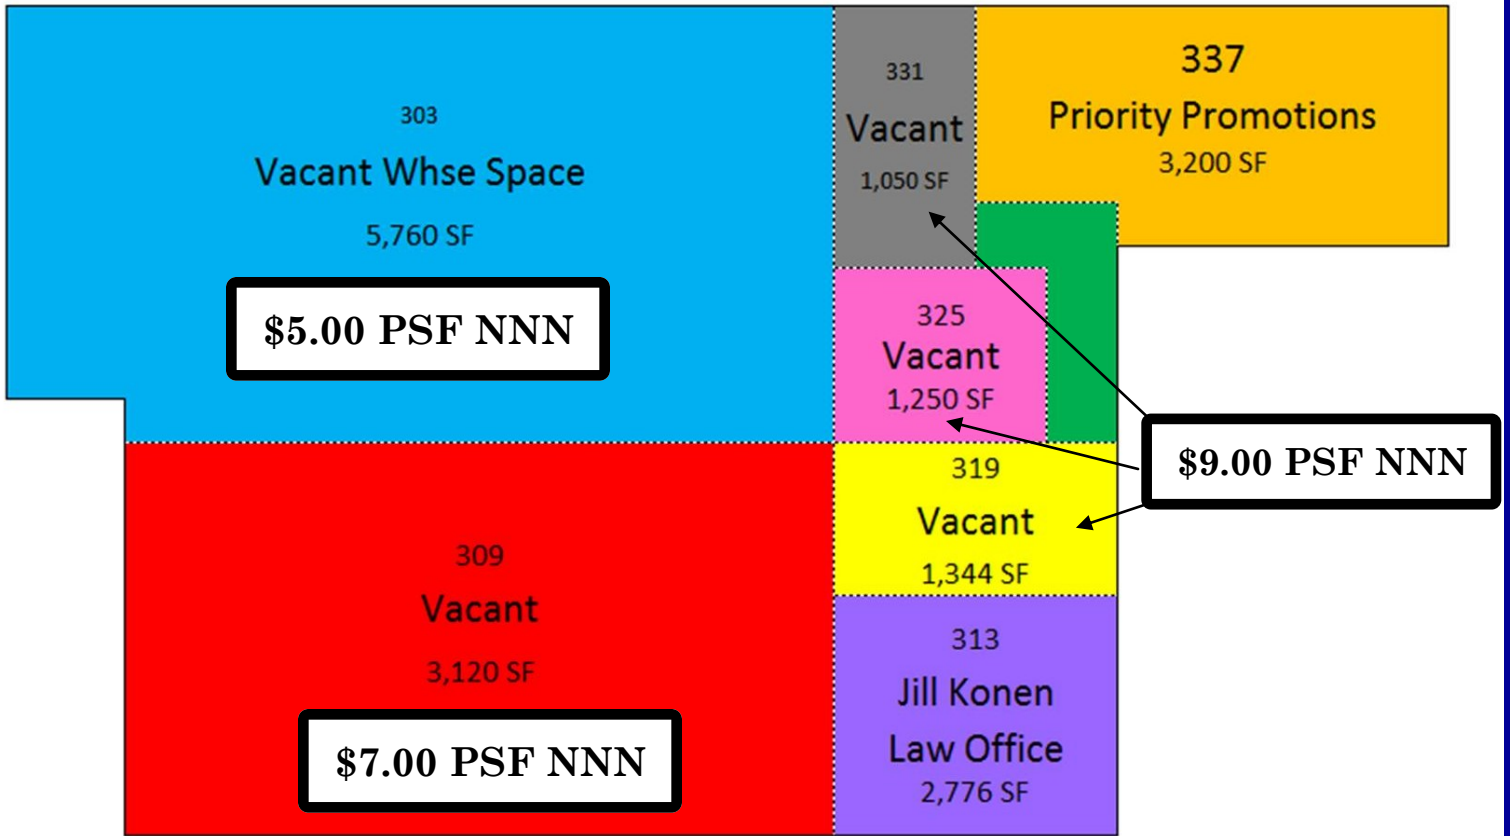 303
Vacant Whse Space
5,760 SF
$5.00 PSF NNN
331
Vacant
1,050 SF
337
Priority Promotions
3,200 SF
325
Vacant
1,250 SF
$9.00 PSF NNN
319
Vacant
1,344 SF
309
Vacant
3,120 SF
$7.00 PSF NNN
313
Jill Konen
Law Office
2,776 SF